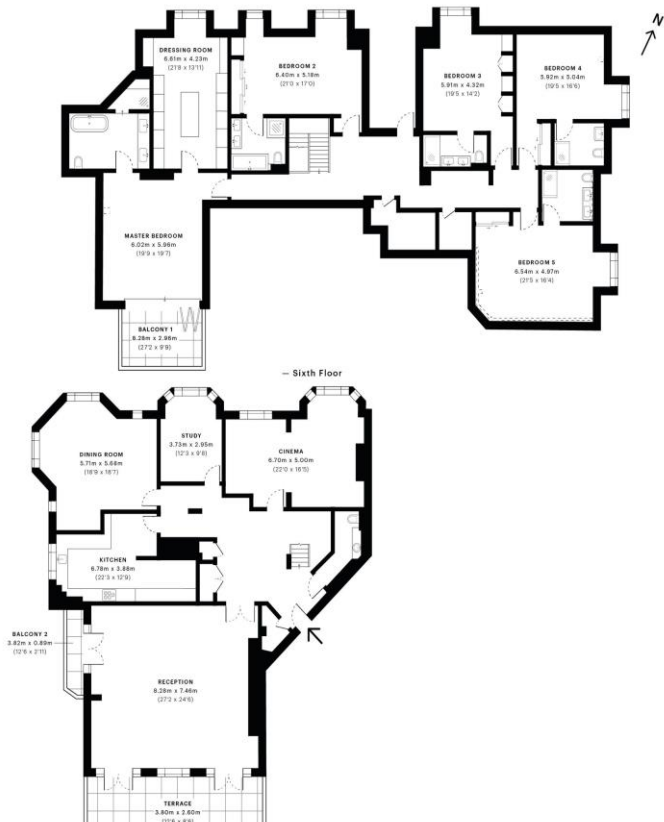 N
DRESSING ROOM
6.61m x 4.23m
(21'8 x 13'11)
BEDROOM 2
6.40m x 5.18m
(21'0 x 17'0)
BEDROOM 3
5.91m x 4.32m
(19'5 x 14'2)
BEDROOM 4
5.92m x 5.04m
(19'5 x 16'6)
MASTER BEDROOM
6.02m x 5.96m
(19'9 x 19'7)
BEDROOM 5
6.54m x 4.97m
(21'5 x 16'4)
BALCONY 1
8.28m x 2.96m
(27'2 x 9'9)
— Sixth Floor
STUDY
3.73m x 2.95m
(12'3 x 9'8)
CINEMA
6.70m x 5.00m
(22'0 x 16'5)
DINING ROOM
5.71m x 5.66m
(18'9 x 18'7)
KITCHEN
6.78m x 3.88m
(22'3 x 12'9)
BALCONY 2
3.82m x 0.89m
(12'6 x 2'11)
RECEPTION
8.28m x 7.46m
(27'2 x 24'6)
TERRACE
3.60m x 2.60m